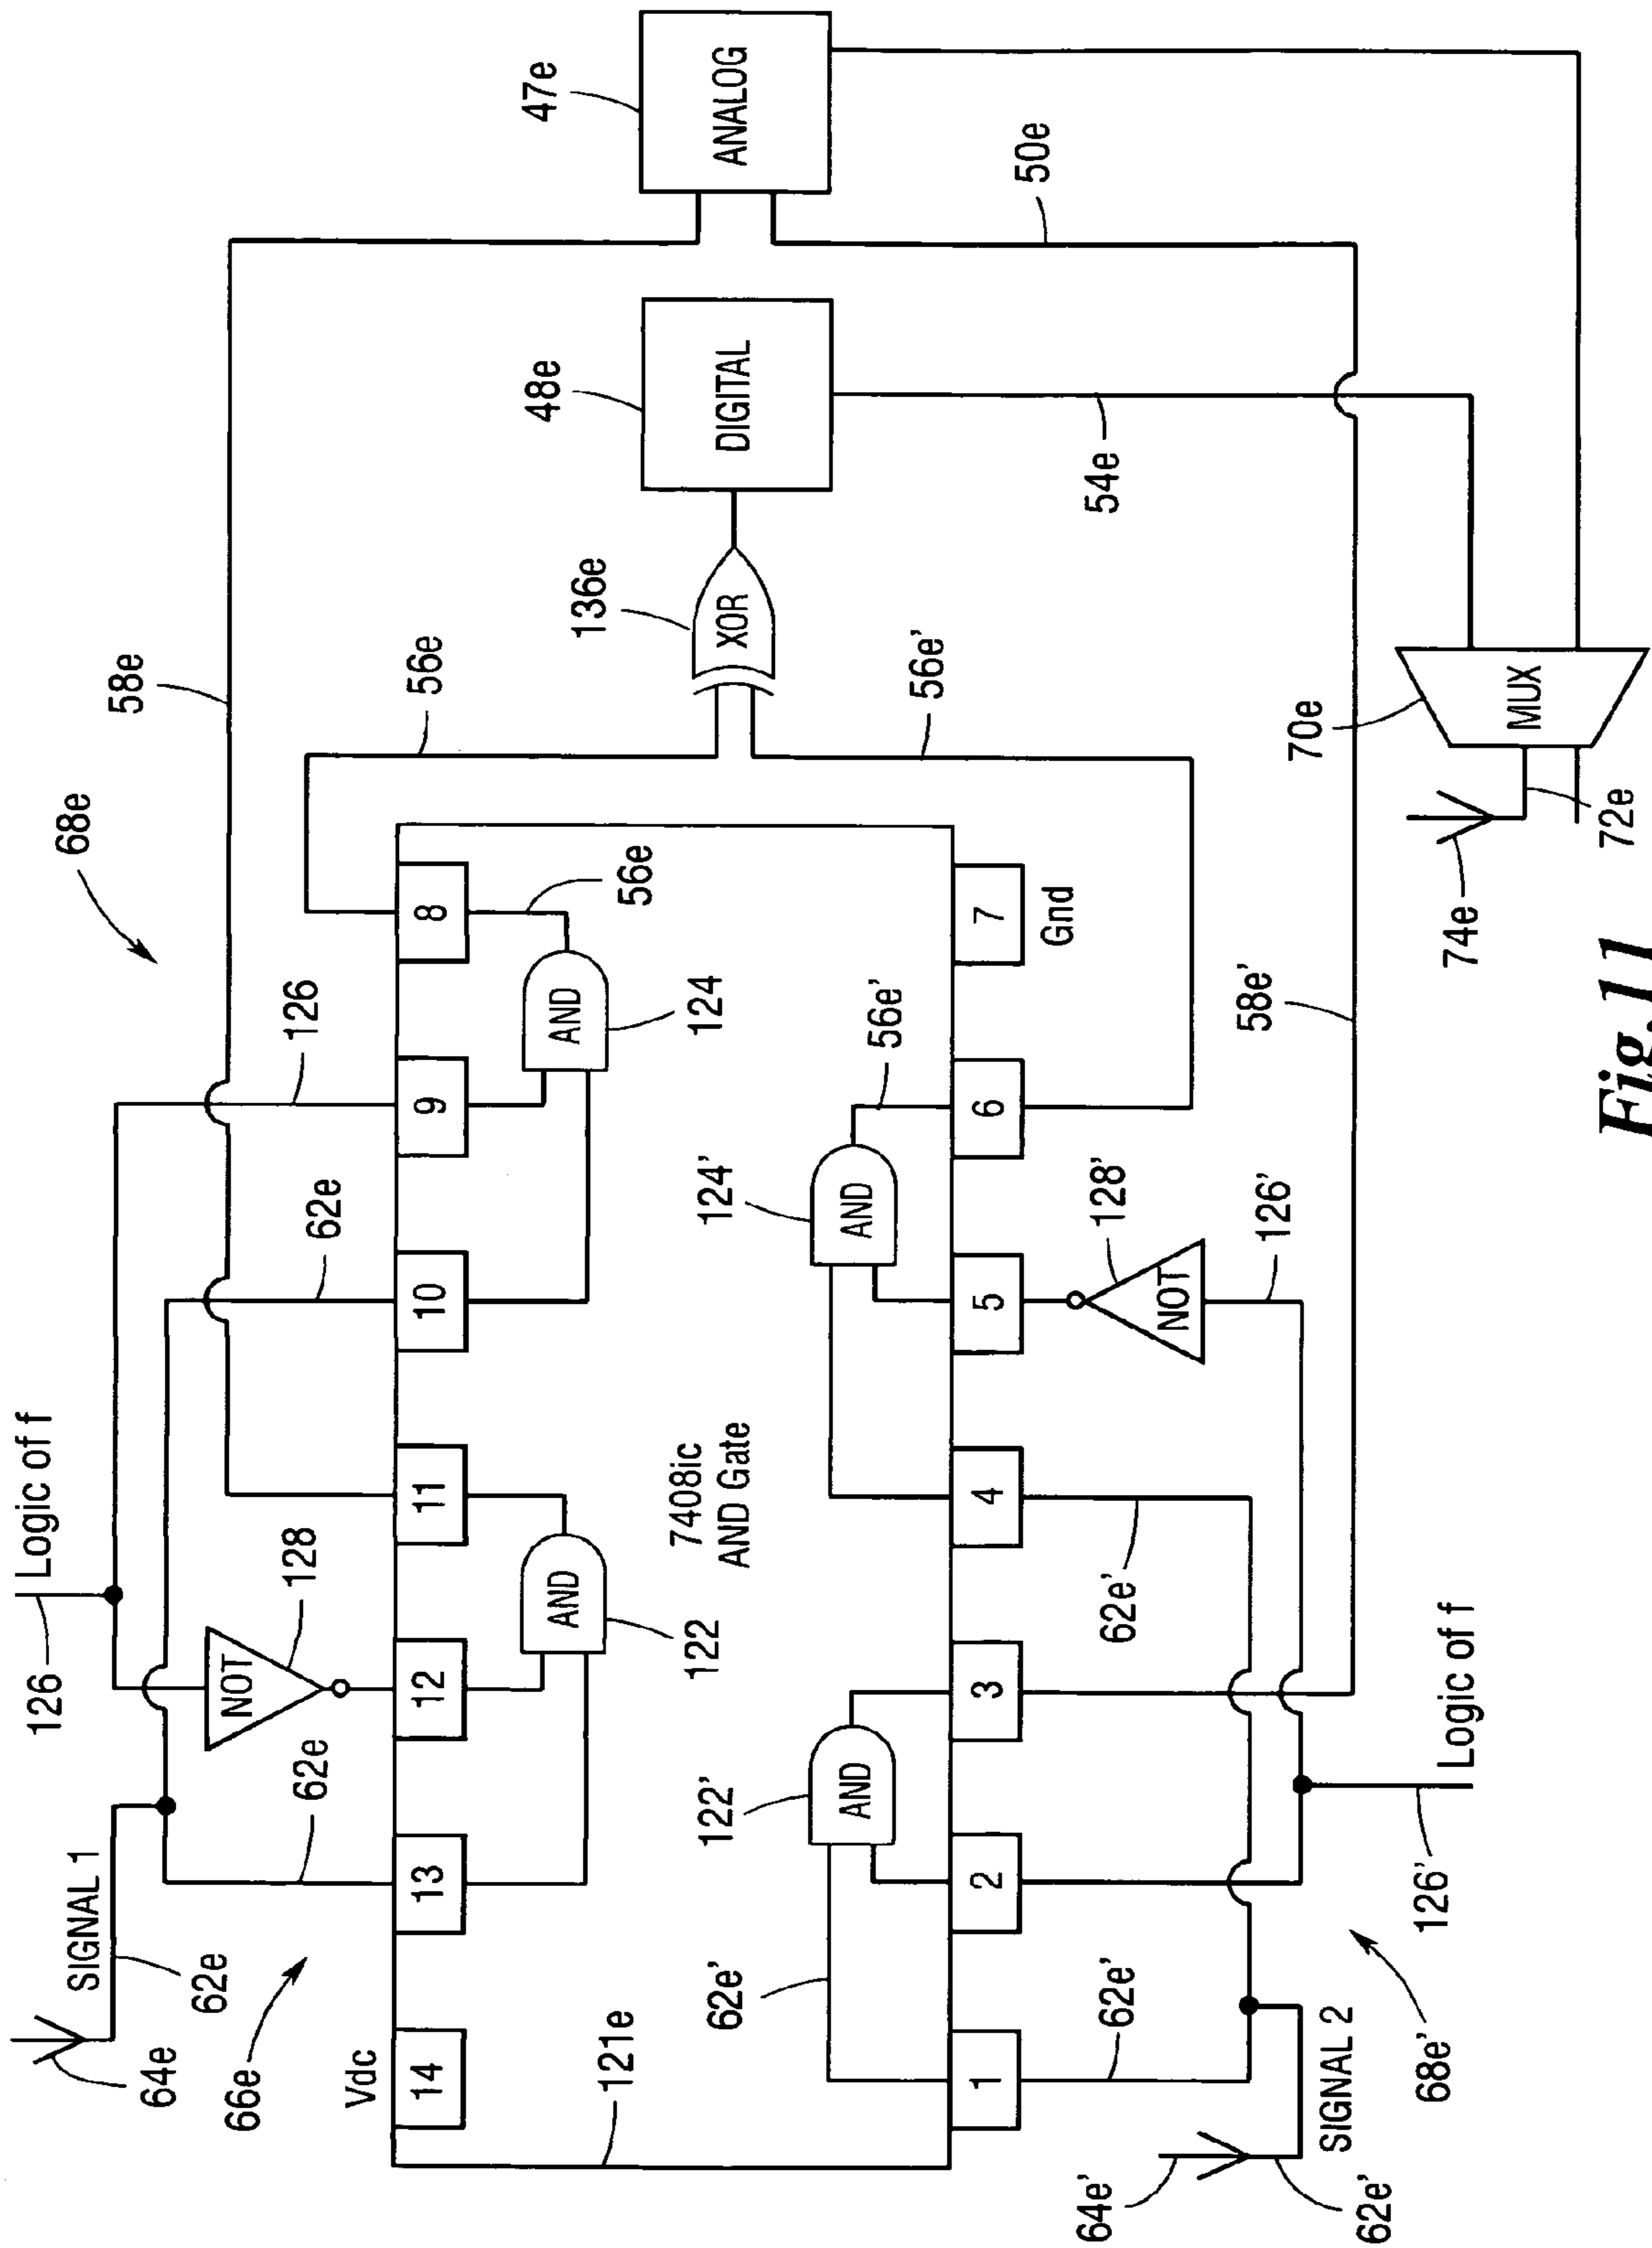 68e
58e
47e
ANALOG
50e
48e
DIGITAL
54e
136e
XOR
56e
56e'
70e
MUX
72e
74e
Logic of f
126
SIGNAL 1
62e
64e
66e
62e
NOT
128
62e
126
Vdc
14
13
12
11
10
9
8
AND
122
AND
124
56e
7408ic
AND Gate
121e
62e'
122'
AND
124'
AND
56e'
1
2
3
4
5
6
7
Gnd
62e'
62e'
NOT
128'
126'
58e'
64e'
62e'
SIGNAL 2
68e'
126'
Logic of f
Fig.11